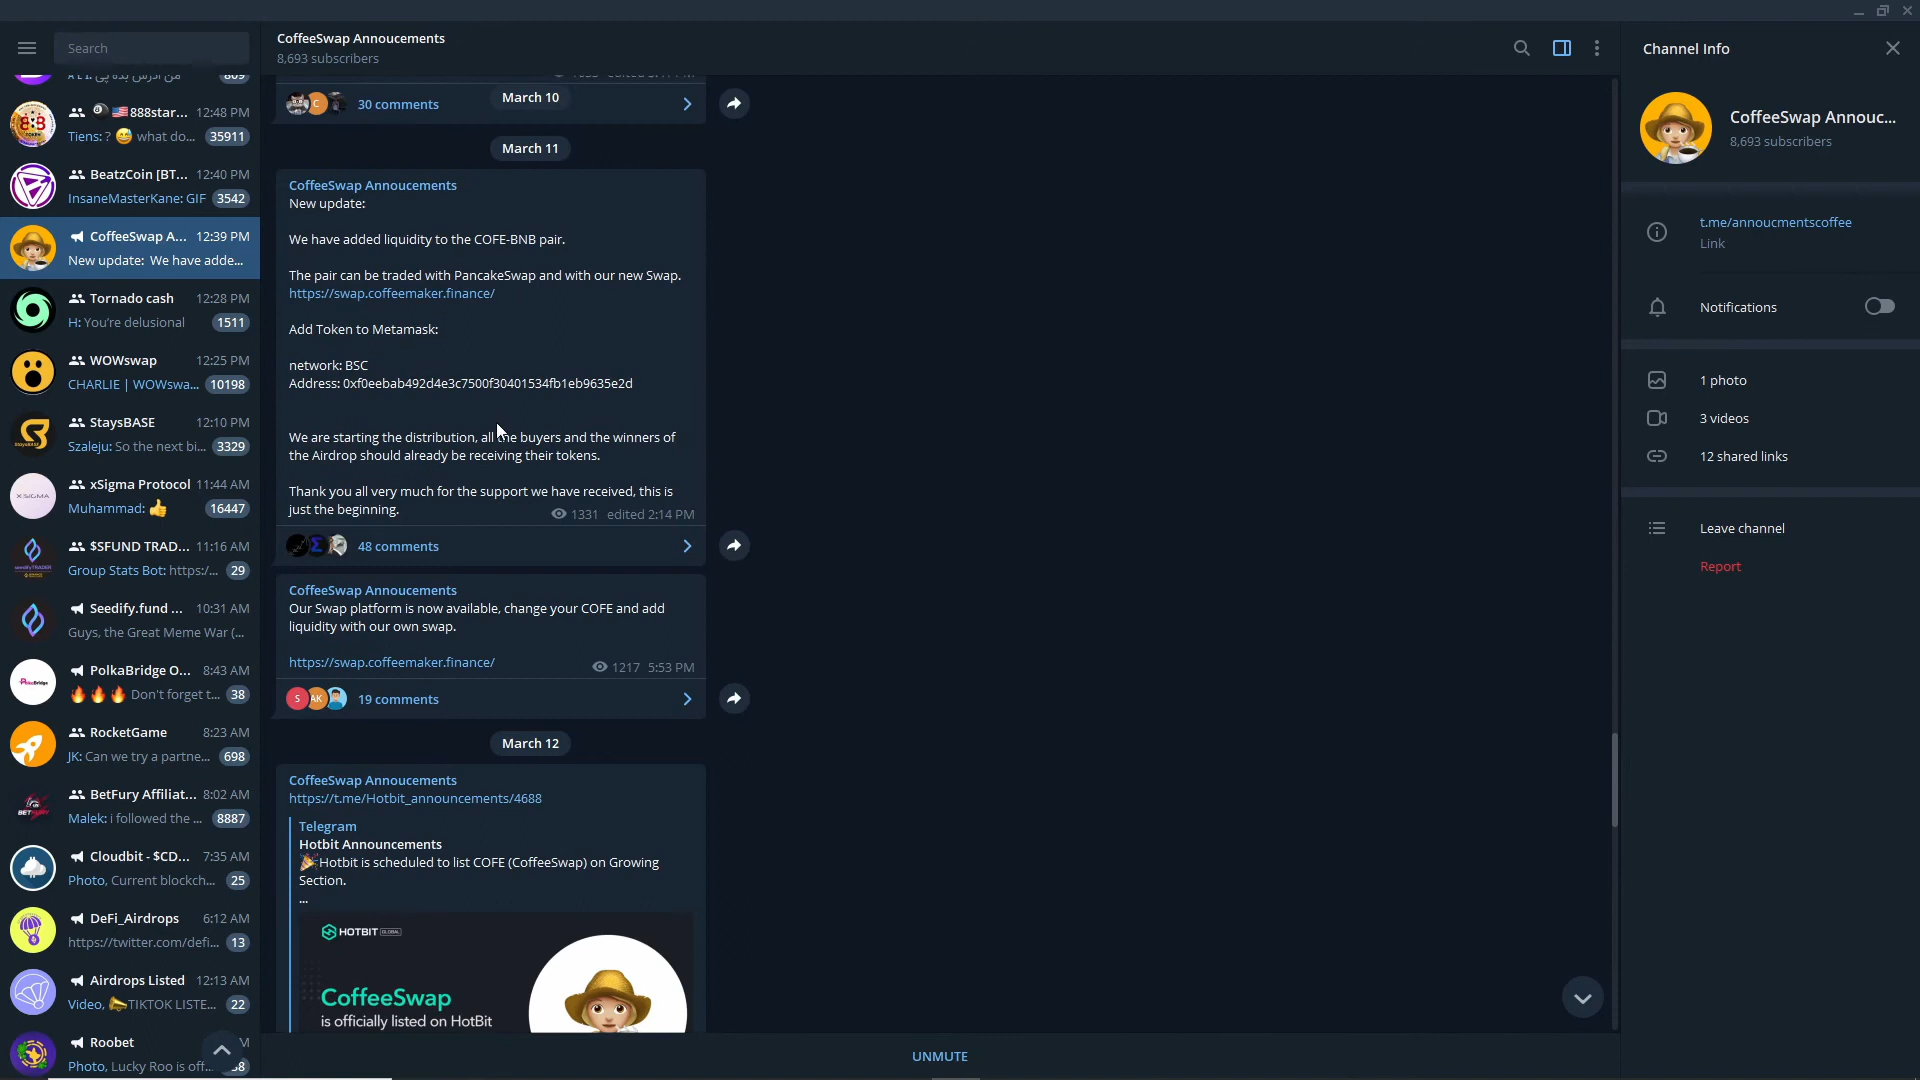 Search
809
888star... 12:48 PM
Tiens: ? 😅 what do... 35911
BeatzCoin [BT... 12:40 PM
InsaneMasterKane: GIF 3542
CoffeeSwap A... 12:39 PM
New update: We have adde...
Tornado cash 12:28 PM
H: You're delusional 1511
WOWswap 12:25 PM
CHARLIE | WOWswa... 10198
StaysBASE 12:10 PM
Szaleju: So the next bi... 3329
xSigma Protocol 11:44 AM
Muhammad: 👍 16447
$SFUND TRAD... 11:16 AM
Group Stats Bot: https:/... 29
Seedify.fund ... 10:31 AM
Guys, the Great Meme War (...
PolkaBridge O... 8:43 AM
🔥🔥🔥 Don't forget t... 38
RocketGame 8:23 AM
JK: Can we try a partne... 698
BetFury Affiliat... 8:02 AM
Malek: i followed the ... 8887
Cloudbit - $CD... 7:35 AM
Photo, Current blockch... 25
DeFi_Airdrops 6:12 AM
https://twitter.com/defi... 13
Airdrops Listed 12:13 AM
Video, 📣TIKTOK LISTE... 22
Roobet
Photo, Lucky Roo is off...
CoffeeSwap Annoucements
8,693 subscribers
30 comments
March 10
March 11
CoffeeSwap Annoucements
New update:
We have added liquidity to the COFE-BNB pair.
The pair can be traded with PancakeSwap and with our new Swap.
https://swap.coffeemaker.finance/
Add Token to Metamask:
network: BSC
Address: 0xf0eebab492d4e3c7500f30401534fb1eb9635e2d
We are starting the distribution, all the buyers and the winners of
the Airdrop should already be receiving their tokens.
Thank you all very much for the support we have received, this is
just the beginning.
1331 edited 2:14 PM
48 comments
CoffeeSwap Annoucements
Our Swap platform is now available, change your COFE and add
liquidity with our own swap.
https://swap.coffeemaker.finance/
1217 5:53 PM
S AK 19 comments
March 12
CoffeeSwap Annoucements
https://t.me/Hotbit_announcements/4688
Telegram
Hotbit Announcements
🎉Hotbit is scheduled to list COFE (CoffeeSwap) on Growing
Section.
...
HOTBIT GLOBAL
CoffeeSwap
is officially listed on HotBit
UNMUTE
Channel Info
CoffeeSwap Annouc...
8,693 subscribers
t.me/annoucmentscoffee
Link
Notifications
1 photo
3 videos
12 shared links
Leave channel
Report